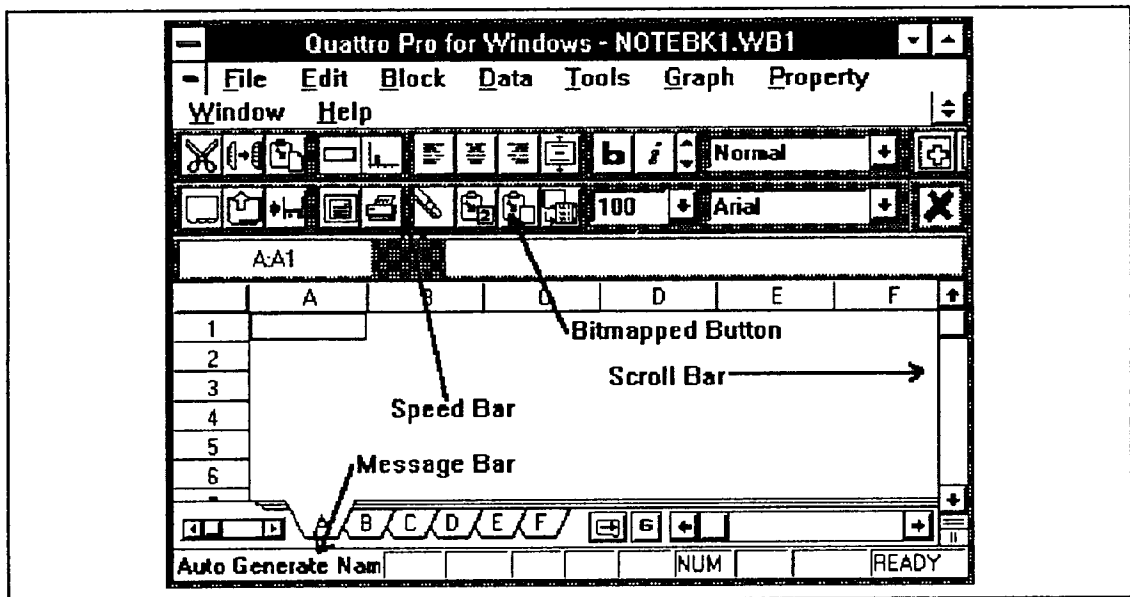 Quattro Pro for Windows - NOTEBK1.WB1
File Edit Block Data Tools Graph Property
Window Help
b i Normal
2 100 Arial
A:A1
A B C D E F
1
Bitmapped Button
2
Scroll Bar
3
Speed Bar
4
5
Message Bar
6
B C D E F G
Auto Generate Nam NUM READY